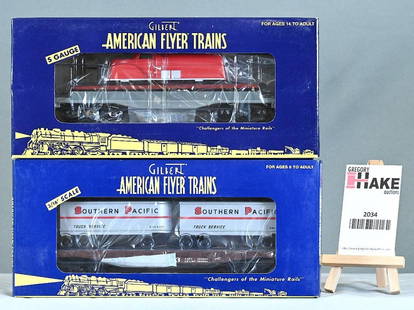 Gilbert
FOR AGES 14 TO ADULT
AMERICAN FLYER TRAINS
S GAUGE
"Challengers of the Miniature Rails"
Gilbert
FOR AGES 8 TO ADULT
AMERICAN FLYER TRAINS
3/16" SCALE
SOUTHERN PACIFIC
SOUTHERN PACIFIC
TRUCK SERVICE
TRUCK SERVICE
"Challengers of the Miniature Rails"
GREGORY
HAKE
auctions
2034